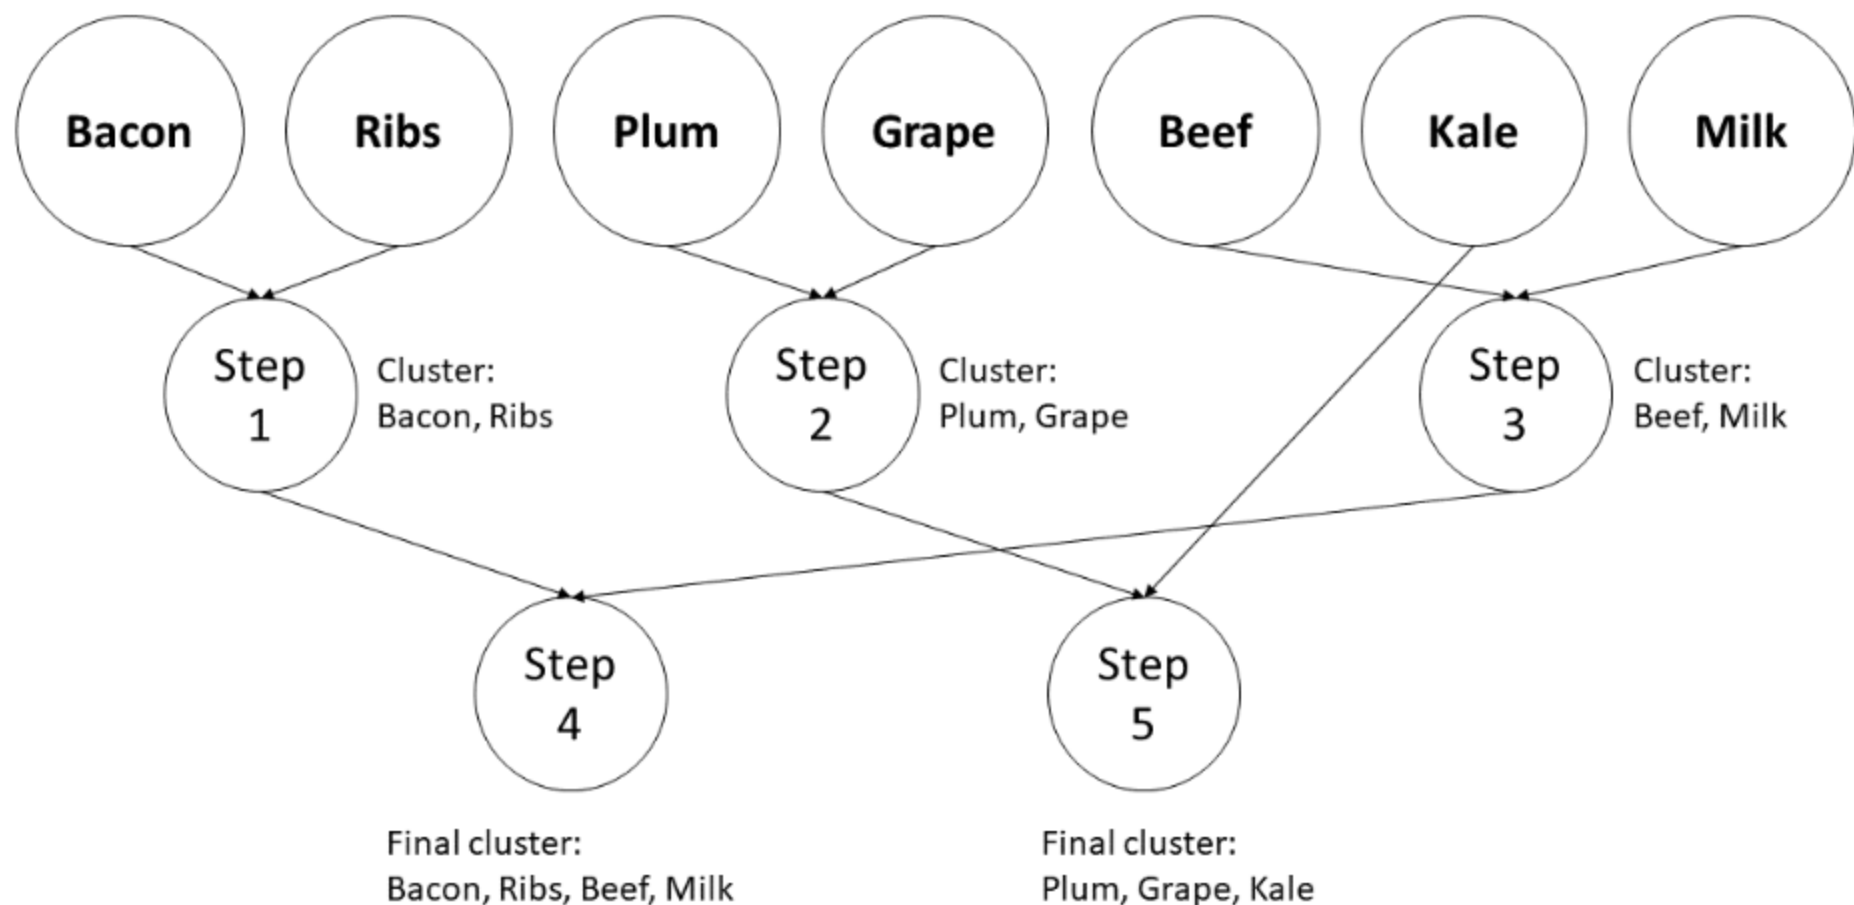 Bacon
Ribs
Plum
Grape
Beef
Kale
Milk
Step
1
Cluster:
Bacon, Ribs
Step
2
Cluster:
Plum, Grape
Step
3
Cluster:
Beef, Milk
Step
4
Final cluster:
Bacon, Ribs, Beef, Milk
Step
5
Final cluster:
Plum, Grape, Kale